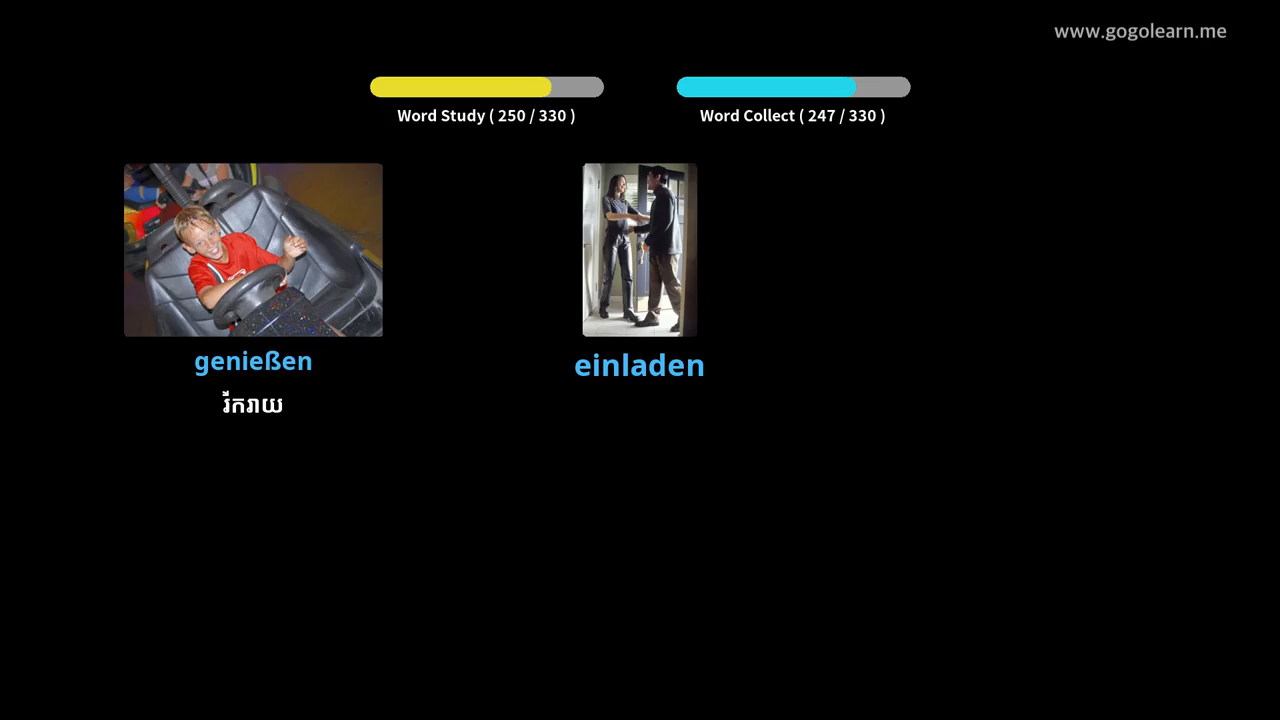 www.gogolearn.me
Word Study ( 250 / 330 )
Word Collect ( 247 / 330 )
genießen
einladen
រីករាយ